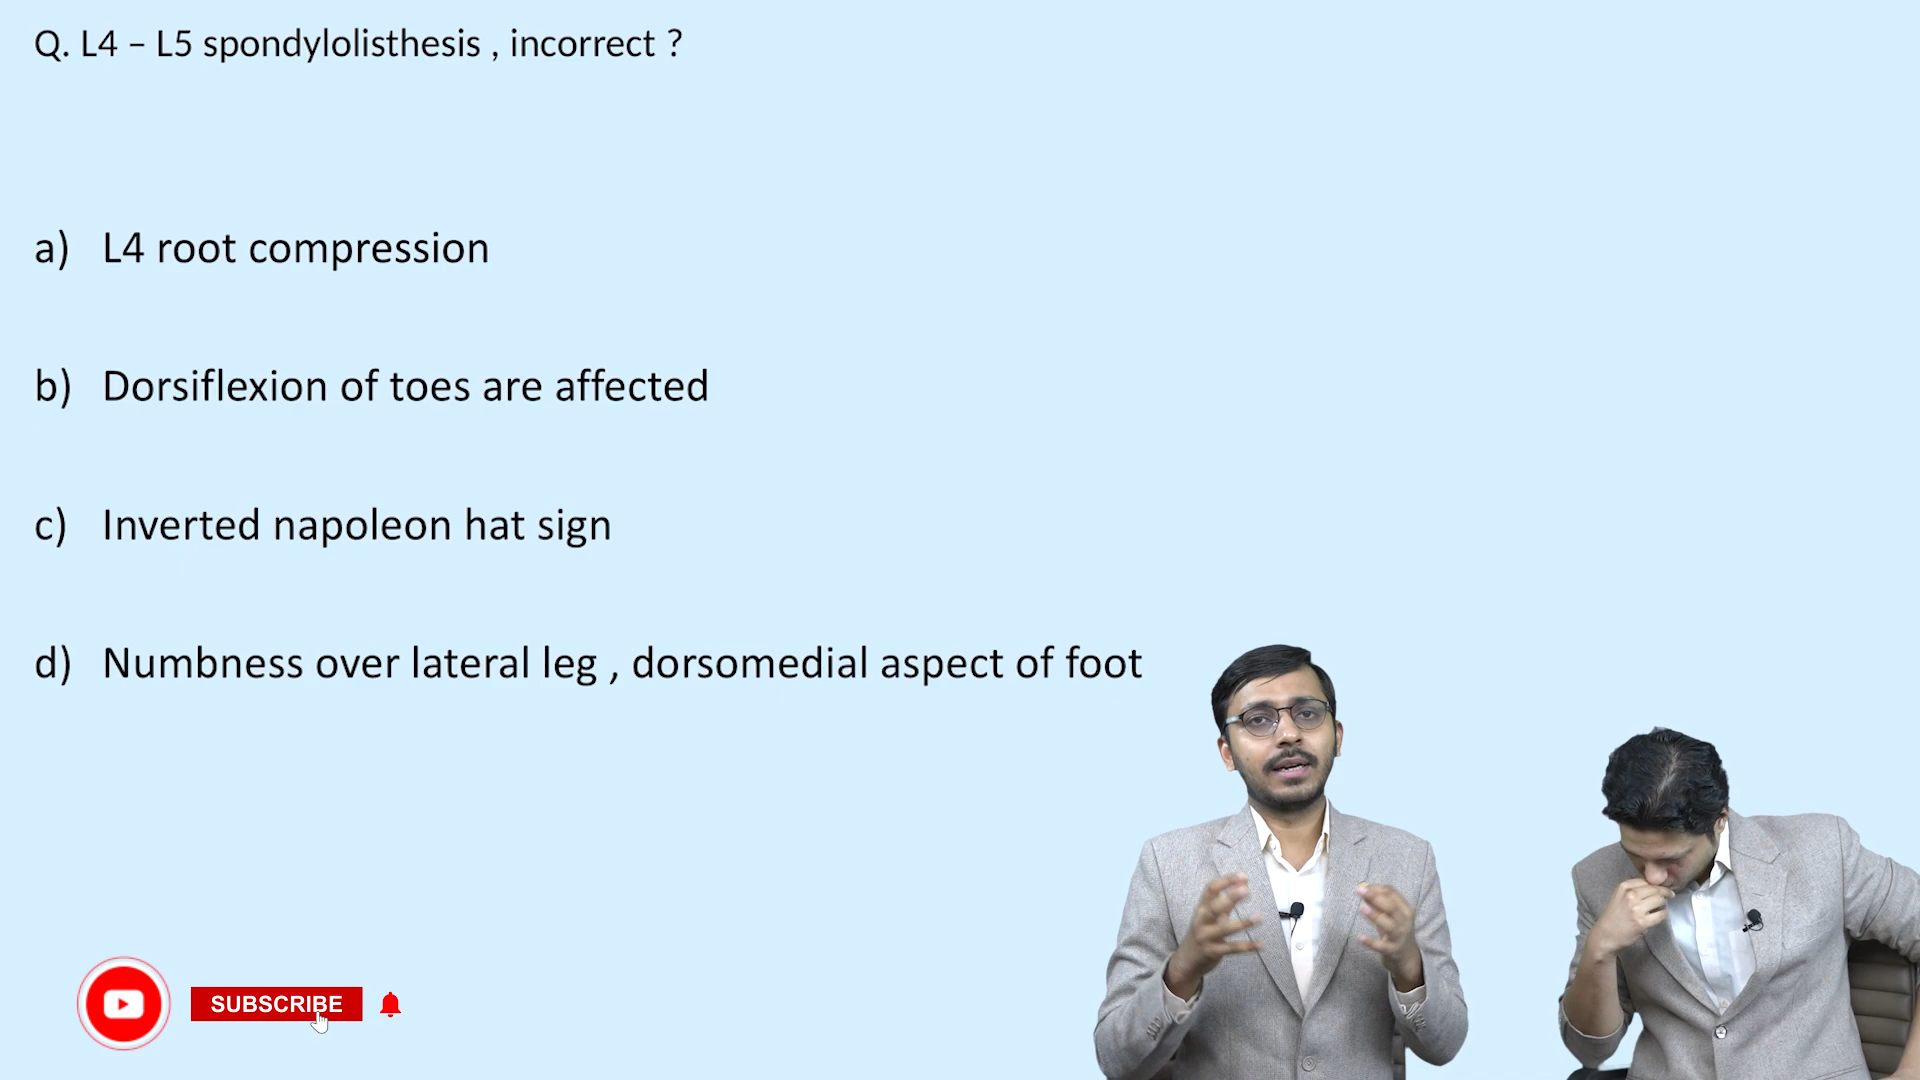 Q. L4 – L5 spondylolisthesis , incorrect ?
a) L4 root compression
b) Dorsiflexion of toes are affected
c) Inverted napoleon hat sign
d) Numbness over lateral leg , dorsomedial aspect of foot
SUBSCRIBE